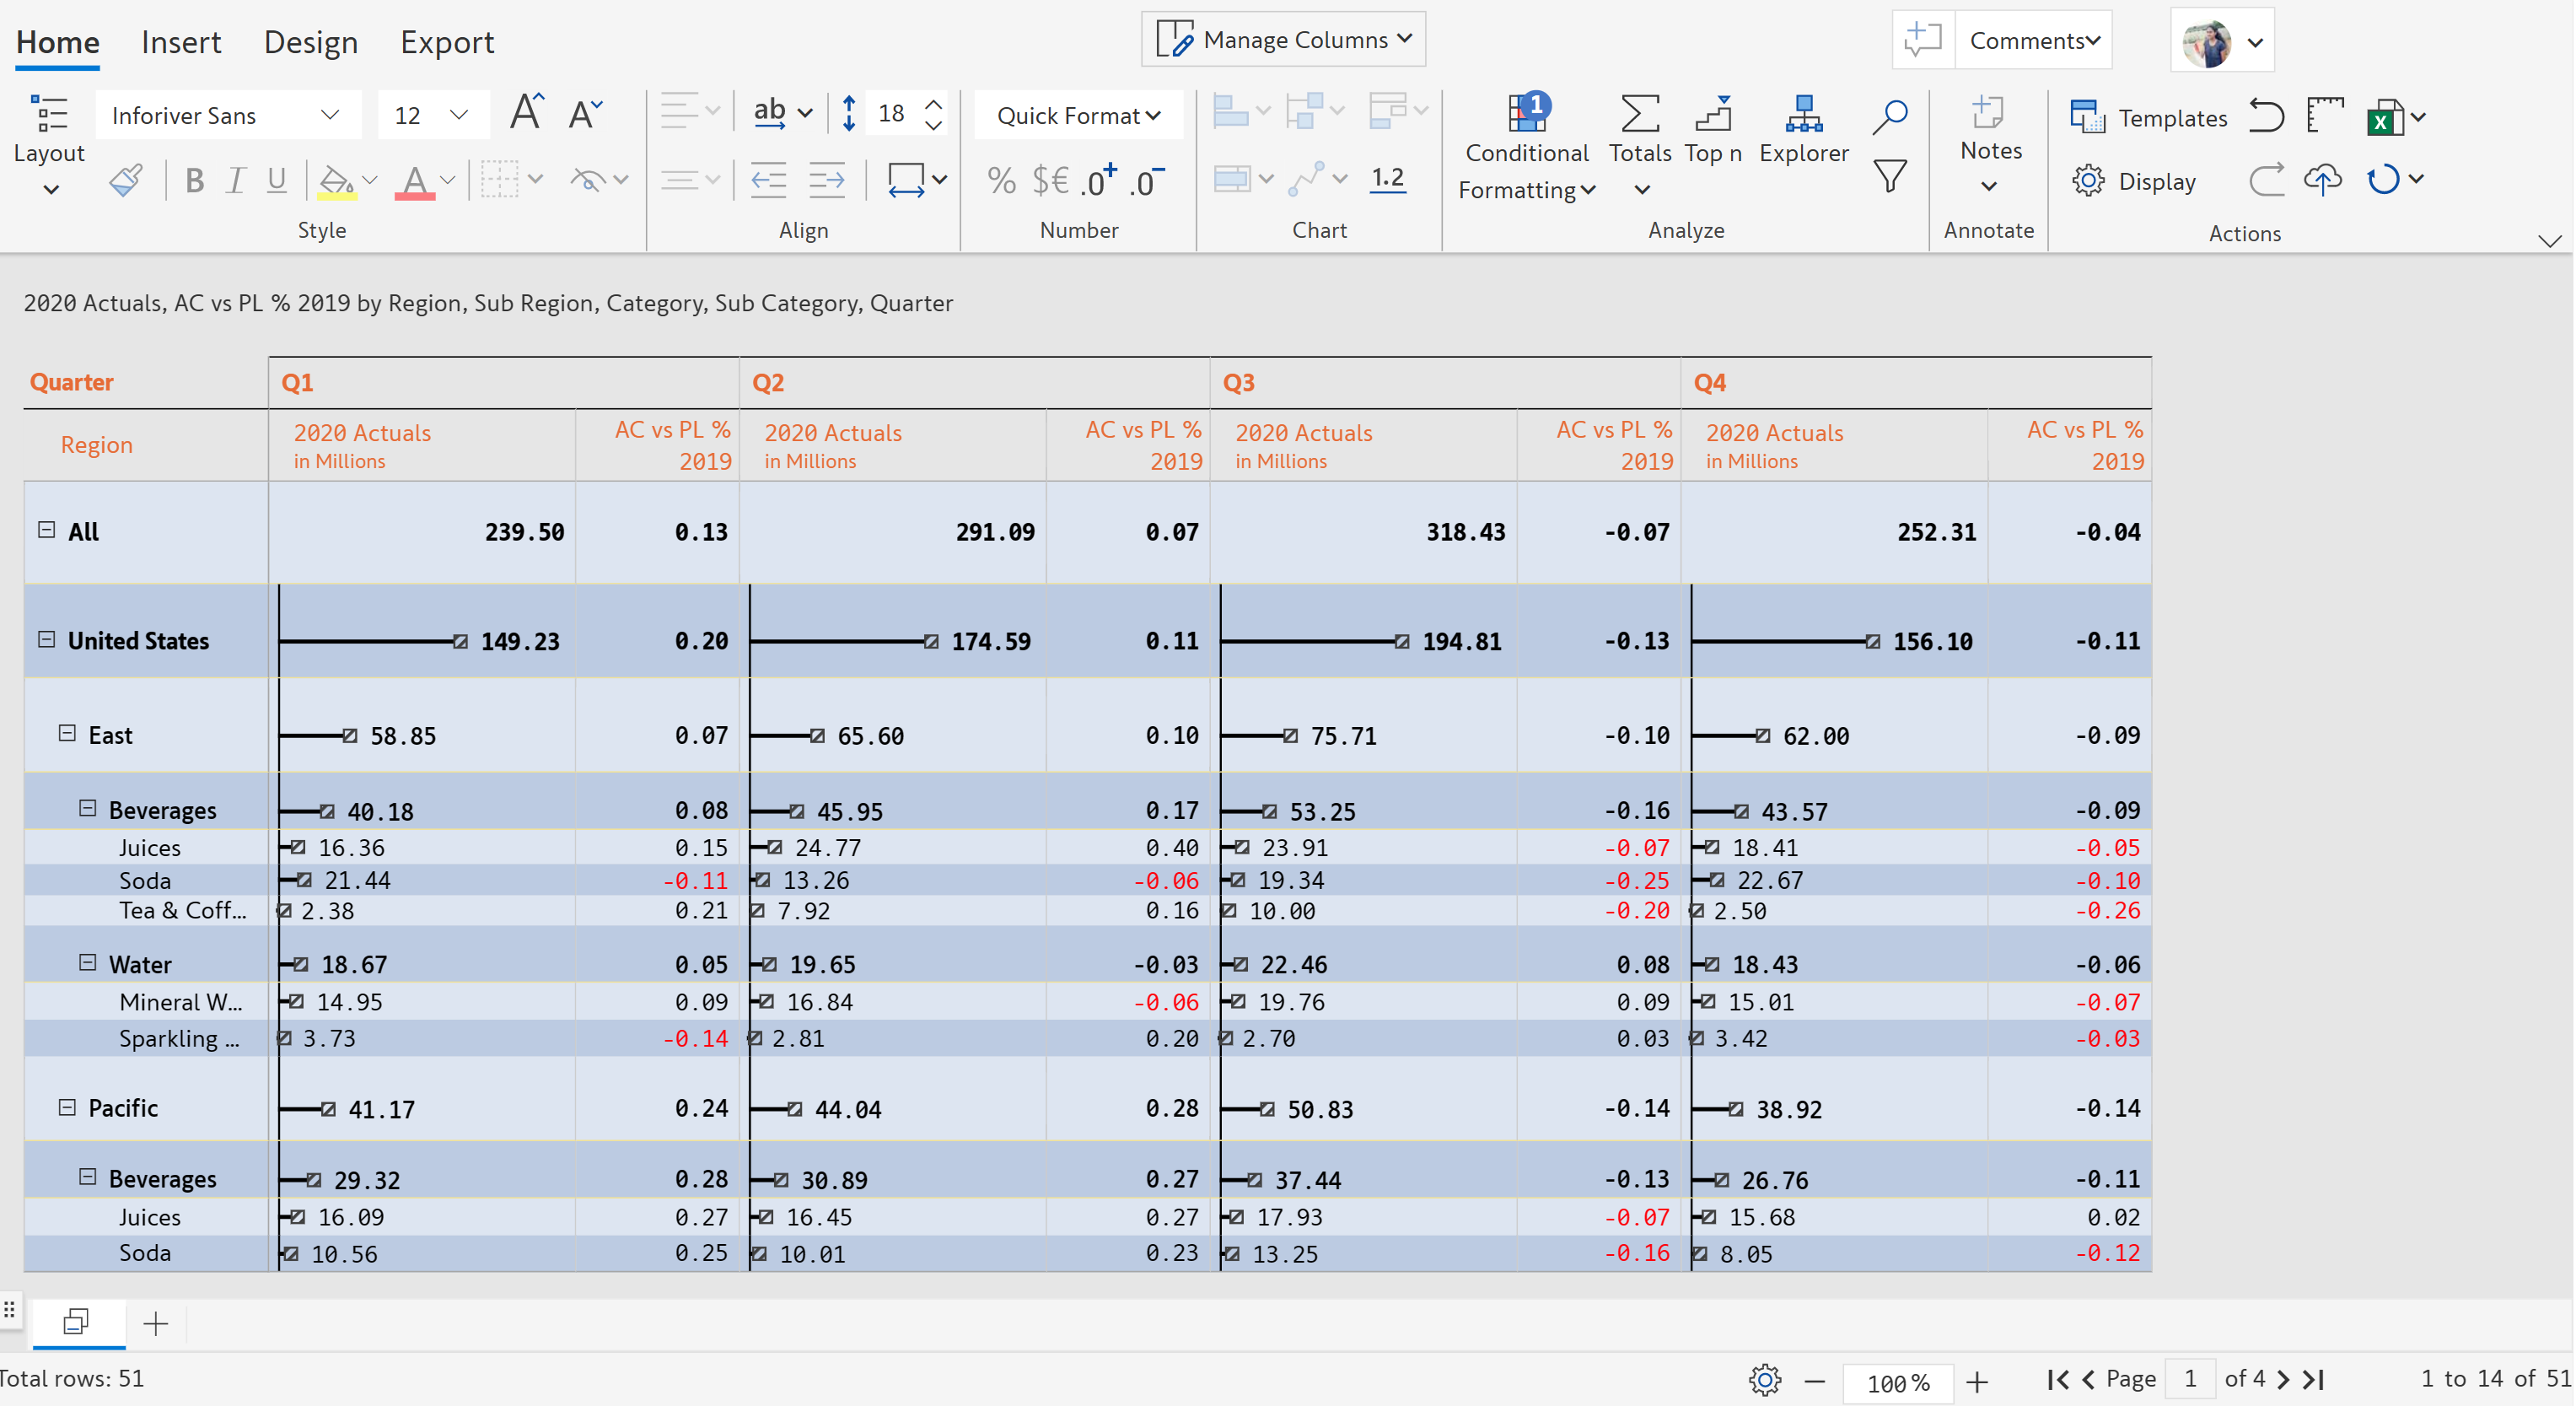 Home Insert Design Export Manage Columns Comments
Layout Inforiver Sans 12 A A ab 18 Quick Format 1 Conditional Formatting Totals Top n Explorer Notes Templates X
B I U A % $€ .0+ .0- 1.2 Display
Style Align Number Chart Analyze Annotate Actions
2020 Actuals, AC vs PL % 2019 by Region, Sub Region, Category, Sub Category, Quarter
Quarter Q1 Q2 Q3 Q4
Region 2020 Actuals in Millions AC vs PL % 2019 2020 Actuals in Millions AC vs PL % 2019 2020 Actuals in Millions AC vs PL % 2019 2020 Actuals in Millions AC vs PL % 2019
All 239.50 0.13 291.09 0.07 318.43 -0.07 252.31 -0.04
United States 149.23 0.20 174.59 0.11 194.81 -0.13 156.10 -0.11
East 58.85 0.07 65.60 0.10 75.71 -0.10 62.00 -0.09
Beverages 40.18 0.08 45.95 0.17 53.25 -0.16 43.57 -0.09
Juices 16.36 0.15 24.77 0.40 23.91 -0.07 18.41 -0.05
Soda 21.44 -0.11 13.26 -0.06 19.34 -0.25 22.67 -0.10
Tea & Coff... 2.38 0.21 7.92 0.16 10.00 -0.20 2.50 -0.26
Water 18.67 0.05 19.65 -0.03 22.46 0.08 18.43 -0.06
Mineral W... 14.95 0.09 16.84 -0.06 19.76 0.09 15.01 -0.07
Sparkling ... 3.73 -0.14 2.81 0.20 2.70 0.03 3.42 -0.03
Pacific 41.17 0.24 44.04 0.28 50.83 -0.14 38.92 -0.14
Beverages 29.32 0.28 30.89 0.27 37.44 -0.13 26.76 -0.11
Juices 16.09 0.27 16.45 0.27 17.93 -0.07 15.68 0.02
Soda 10.56 0.25 10.01 0.23 13.25 -0.16 8.05 -0.12
Total rows: 51 100 % Page 1 of 4 1 to 14 of 51